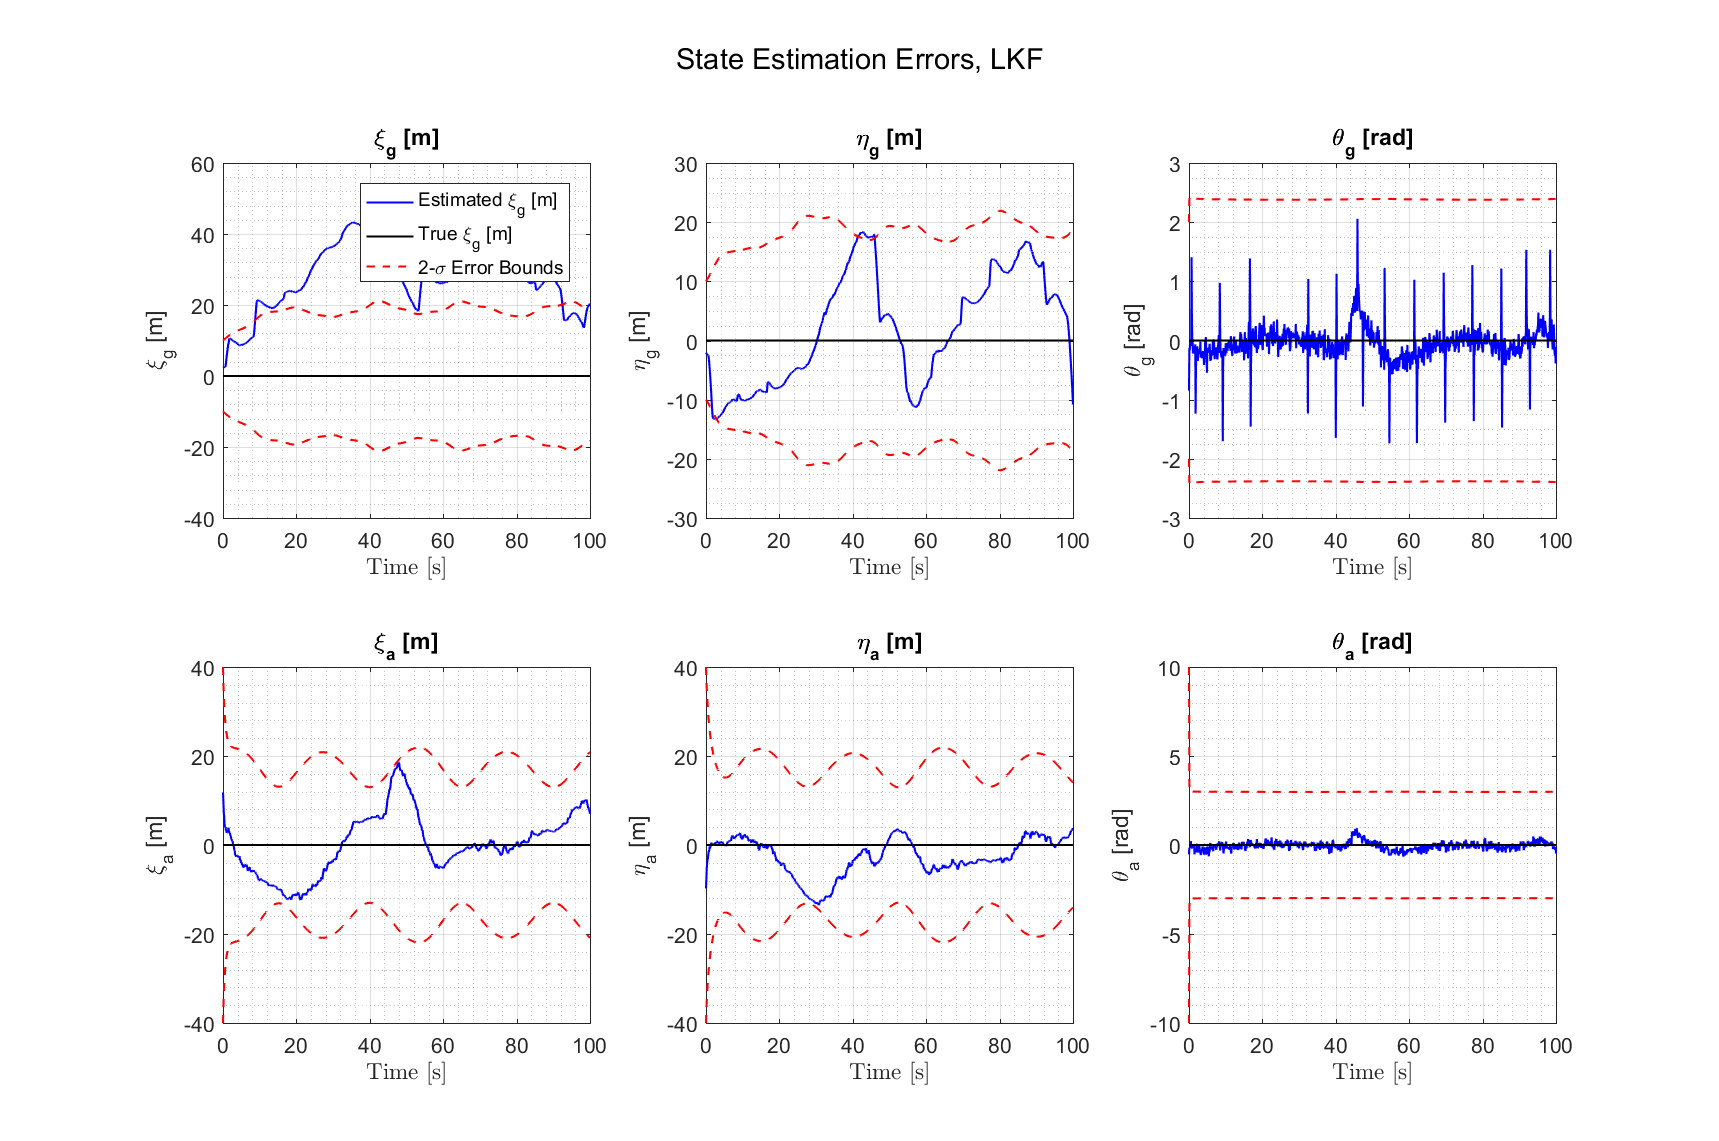 State Estimation Errors, LKF
ξg [m]
ηg [m]
θg [rad]
60
40
20
0
-20
-40
ξg [m]
Estimated ξg [m]
True ξg [m]
2-σ Error Bounds
0 20 40 60 80 100
Time [s]
30
20
10
0
-10
-20
-30
ηg [m]
0 20 40 60 80 100
Time [s]
3
2
1
0
-1
-2
-3
θg [rad]
0 20 40 60 80 100
Time [s]
ξa [m]
ηa [m]
θa [rad]
40
20
0
-20
-40
ξa [m]
0 20 40 60 80 100
Time [s]
40
20
0
-20
-40
ηa [m]
0 20 40 60 80 100
Time [s]
10
5
0
-5
-10
θa [rad]
0 20 40 60 80 100
Time [s]